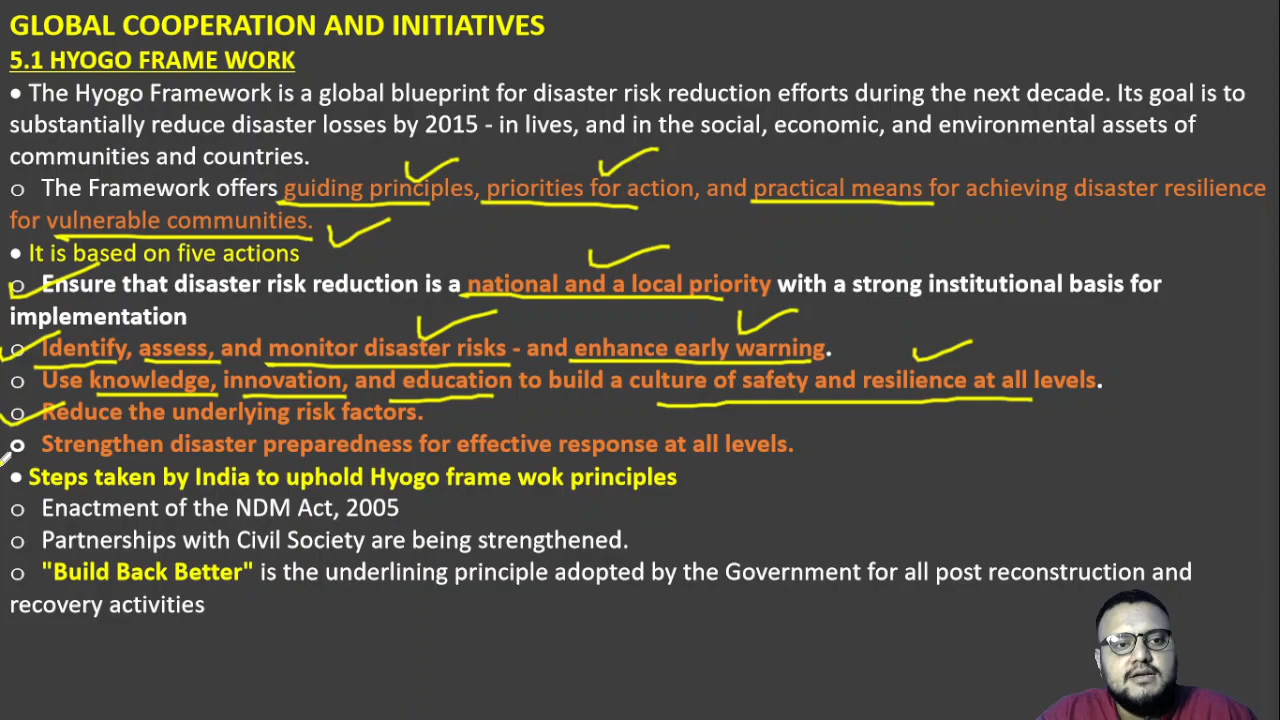 GLOBAL COOPERATION AND INITIATIVES
5.1 HYOGO FRAME WORK
• The Hyogo Framework is a global blueprint for disaster risk reduction efforts during the next decade. Its goal is to
substantially reduce disaster losses by 2015 - in lives, and in the social, economic, and environmental assets of
communities and countries.
o The Framework offers guiding principles, priorities for action, and practical means for achieving disaster resilience
for vulnerable communities.
• It is based on five actions
o Ensure that disaster risk reduction is a national and a local priority with a strong institutional basis for
implementation
o Identify, assess, and monitor disaster risks - and enhance early warning.
o Use knowledge, innovation, and education to build a culture of safety and resilience at all levels.
o Reduce the underlying risk factors.
o Strengthen disaster preparedness for effective response at all levels.
• Steps taken by India to uphold Hyogo frame wok principles
o Enactment of the NDM Act, 2005
o Partnerships with Civil Society are being strengthened.
o "Build Back Better" is the underlining principle adopted by the Government for all post reconstruction and
recovery activities